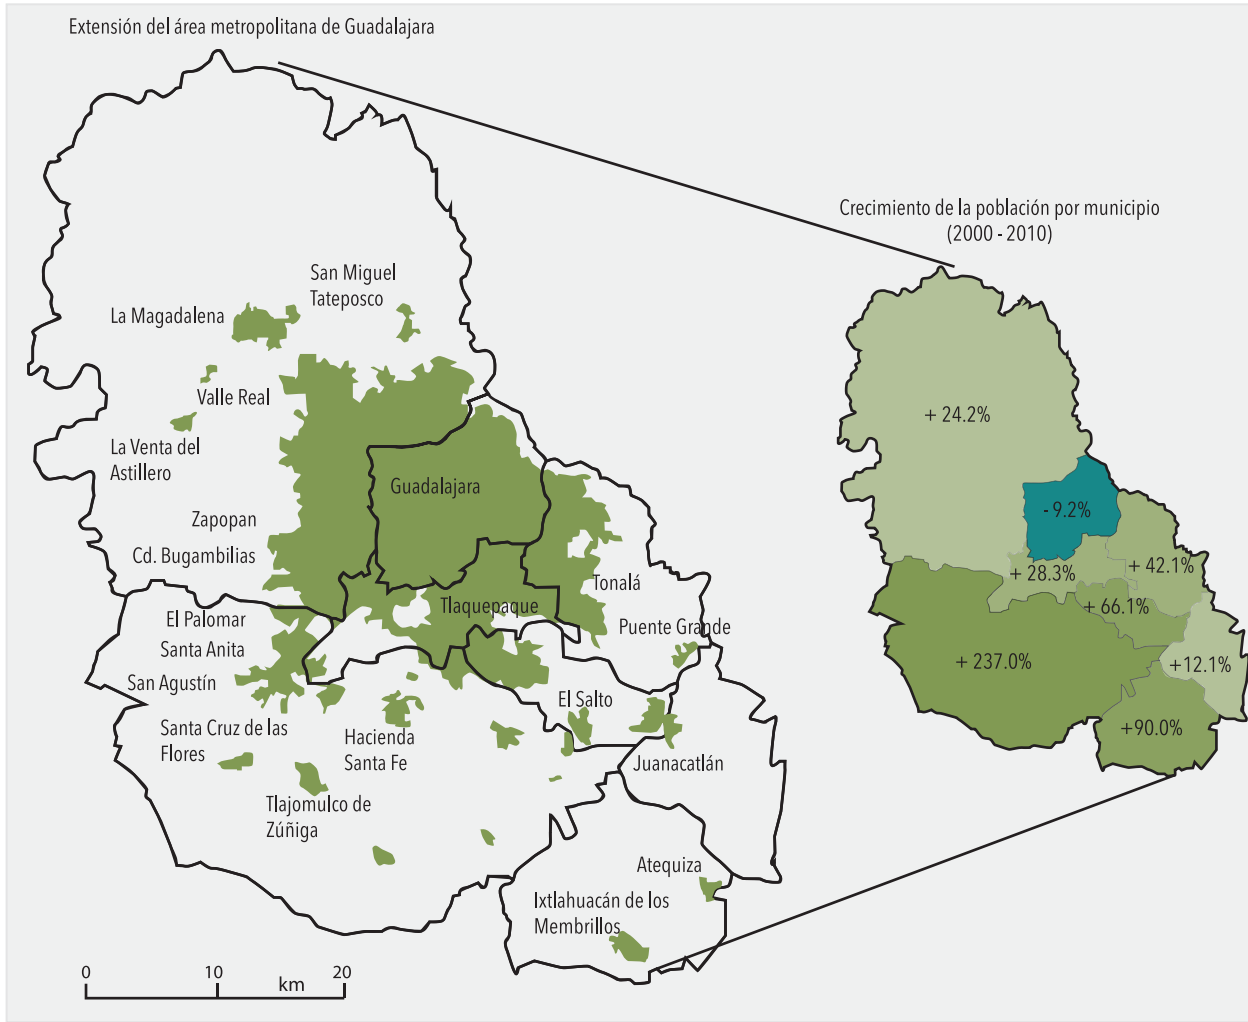 Extensión del área metropolitana de Guadalajara
Crecimiento de la población por municipio
(2000 - 2010)
San Miguel
Tateposco
La Magadalena
Valle Real
La Venta del
Astillero
Guadalajara
Zapopan
Cd. Bugambilias
Tonalá
Tlaquepaque
El Palomar
Puente Grande
Santa Anita
San Agustín
El Salto
Santa Cruz de las
Flores
Hacienda
Santa Fe
Juanacatlán
Tlajomulco de
Zúñiga
Atequiza
Ixtlahuacán de los
Membrillos
0
10
20
km
+ 24.2%
- 9.2%
+ 42.1%
+ 28.3%
+ 66.1%
+ 237.0%
+12.1%
+90.0%